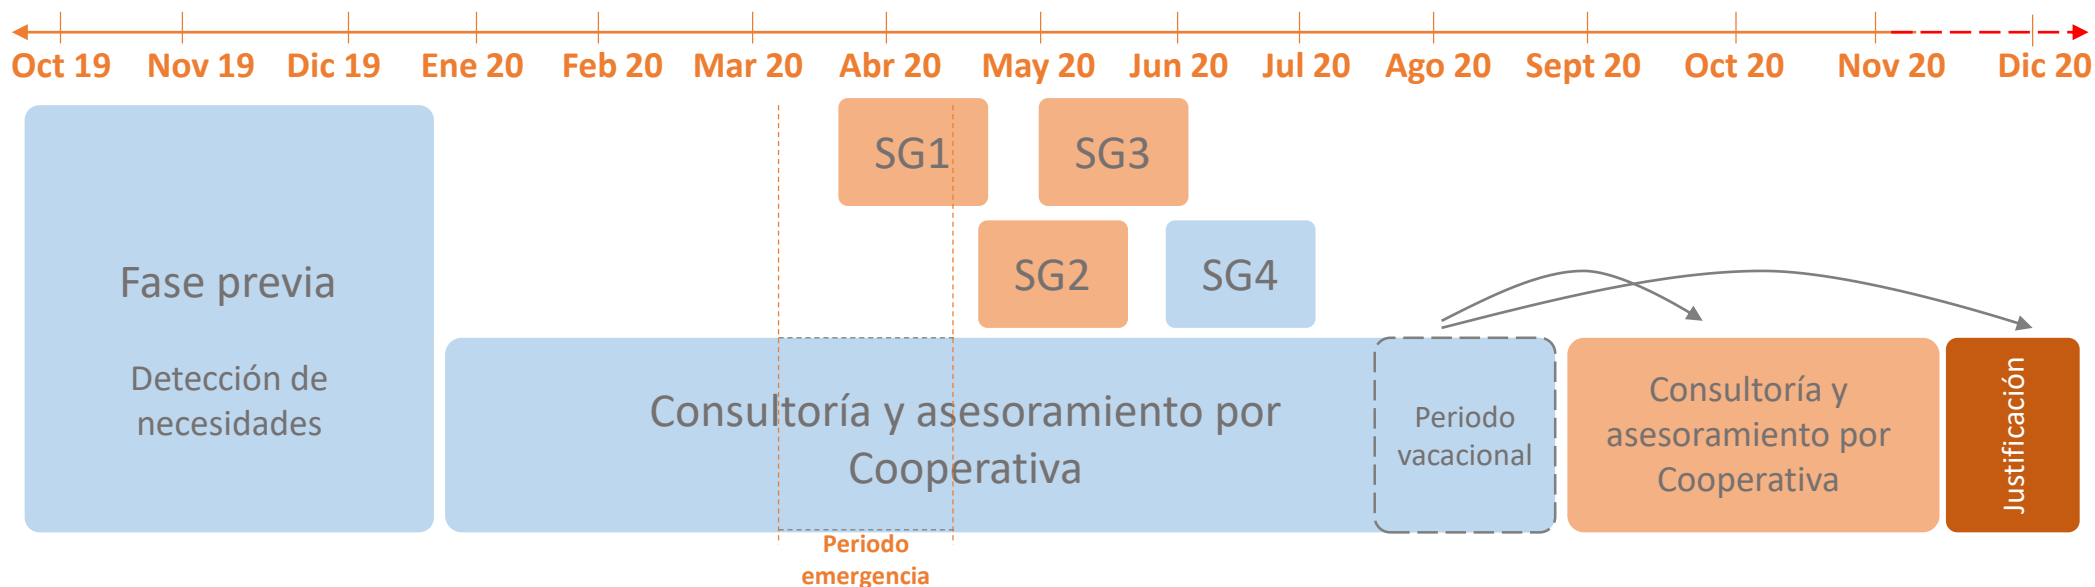 Oct 19 Nov 19 Dic 19 Ene 20 Feb 20 Mar 20 Abr 20 May 20 Jun 20 Jul 20 Ago 20 Sept 20 Oct 20 Nov 20 Dic 20
SG1
SG3
SG2
SG4
Fase previa
Detección de
necesidades
Consultoría y asesoramiento por
Cooperativa
Periodo
emergencia
Periodo
vacacional
Consultoría y
asesoramiento por
Cooperativa
Justificación